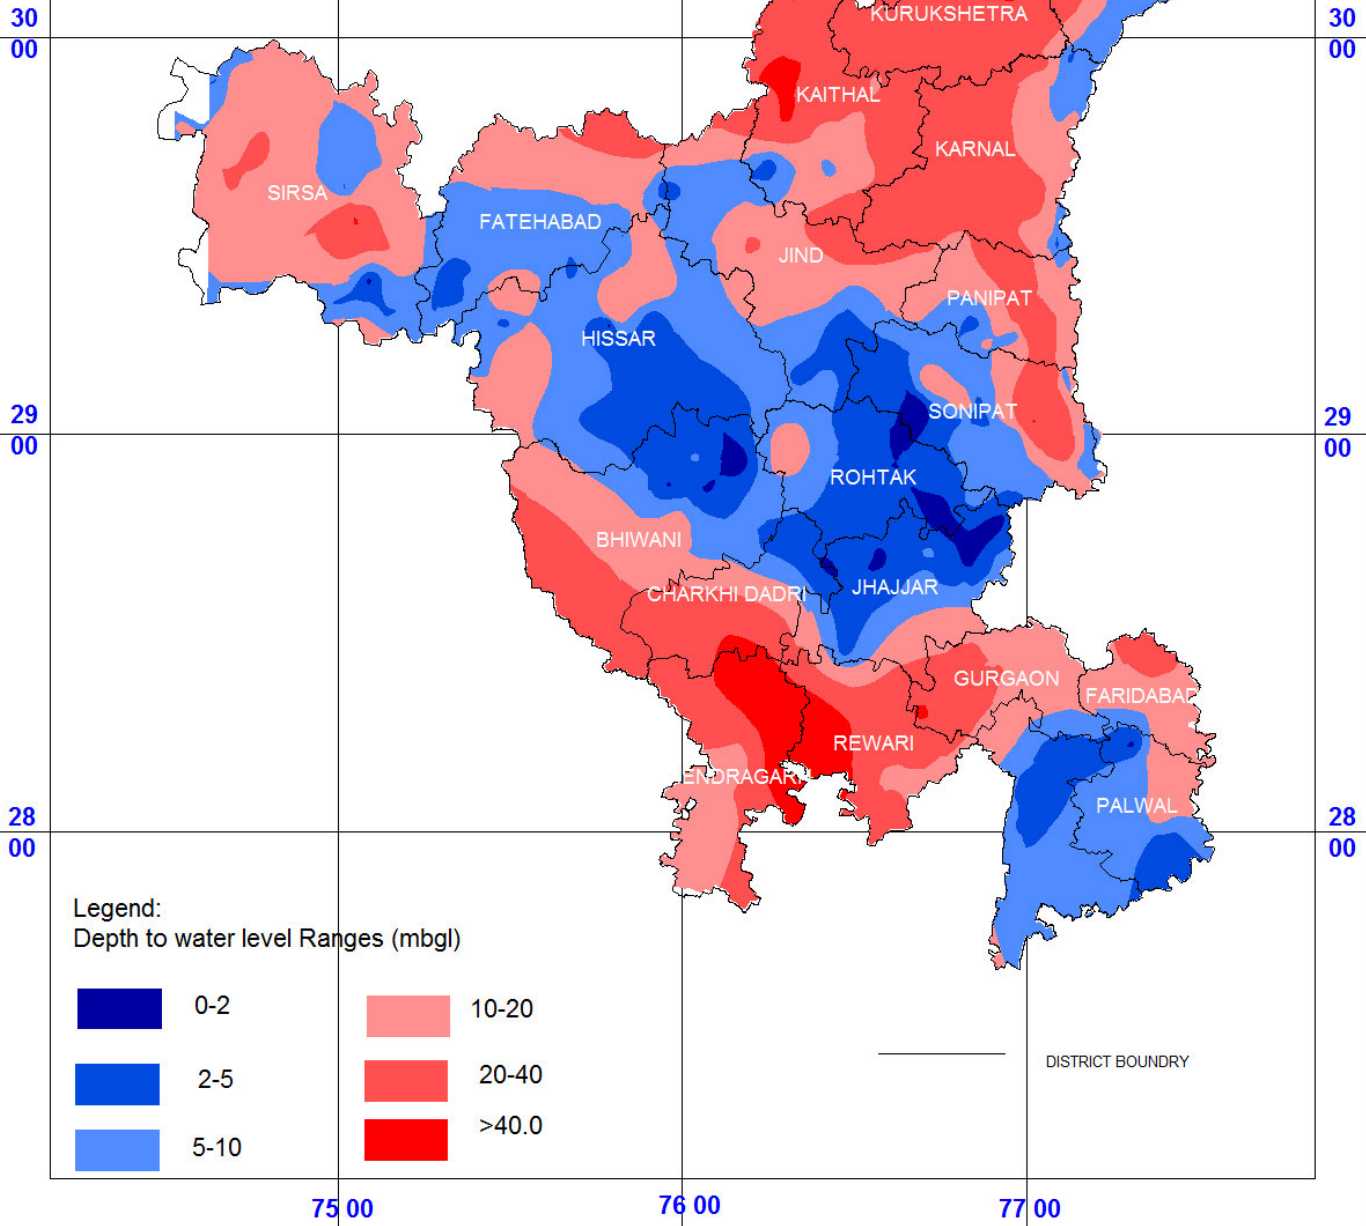 KURUKSHETRA
30
00
30
00
KAITHAL
KARNAL
SIRSA
FATEHABAD
JIND
PANIPAT
HISSAR
29
00
SONIPAT
29
00
ROHTAK
BHIWANI
CHARKHI DADRI
JHAJJAR
GURGAON
FARIDABAD
REWARI
ENDRAGARH
PALWAL
28
00
28
00
Legend:
Depth to water level Ranges (mbgl)
0-2
10-20
2-5
20-40
5-10
>40.0
DISTRICT BOUNDRY
75 00
76 00
77 00